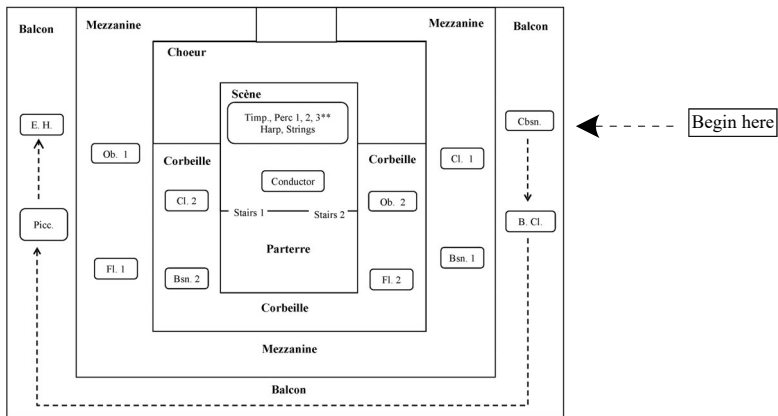 Mezzanine
Mezzanine
Balcon
Balcon
Choeur
Scène
Timp., Perc 1, 2, 3**
Harp, Strings
E. H.
Cbsn.
Begin here
Ob. 1
Corbeille
Corbeille
Cl. 1
Conductor
Cl. 2
Ob. 2
Stairs 1
Stairs 2
Picc.
B. Cl.
Parterre
Fl. 1
Bsn. 1
Bsn. 2
Fl. 2
Corbeille
Mezzanine
Balcon